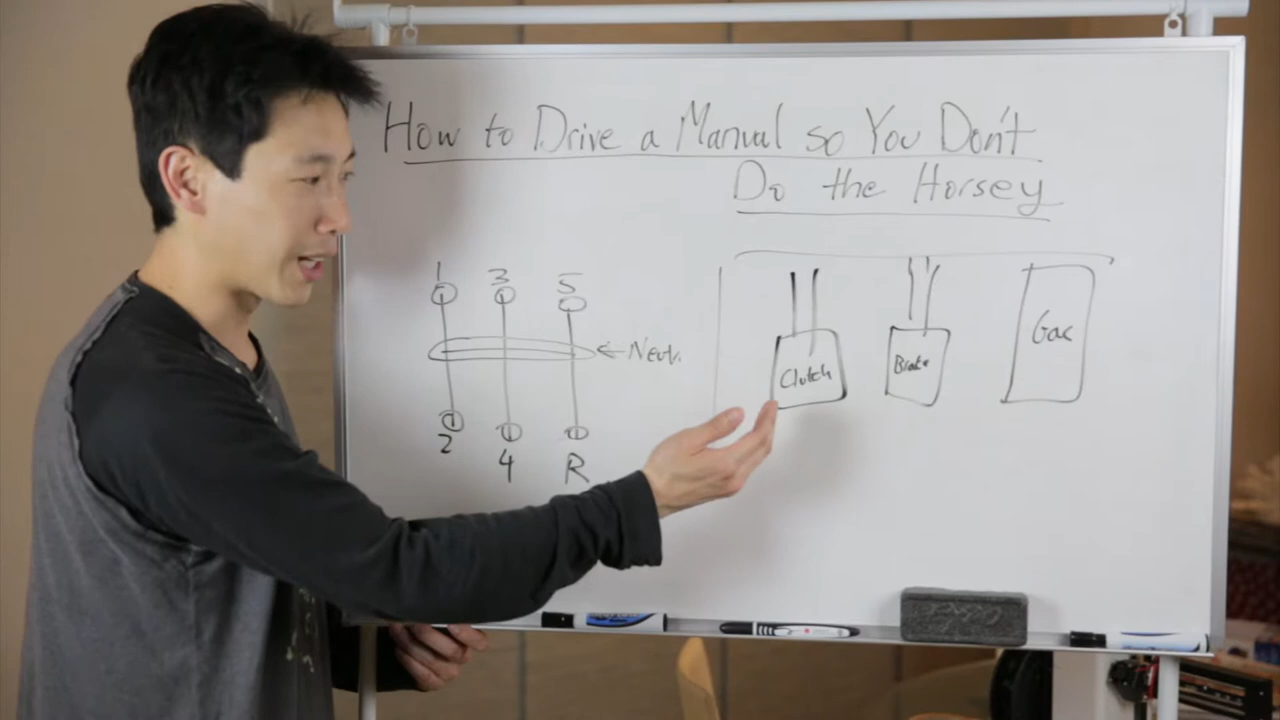 How to Drive a Manual so You Don't
Do the Horsey
1 3 5
← Neut.
2 4 R
Clutch Brake Gas